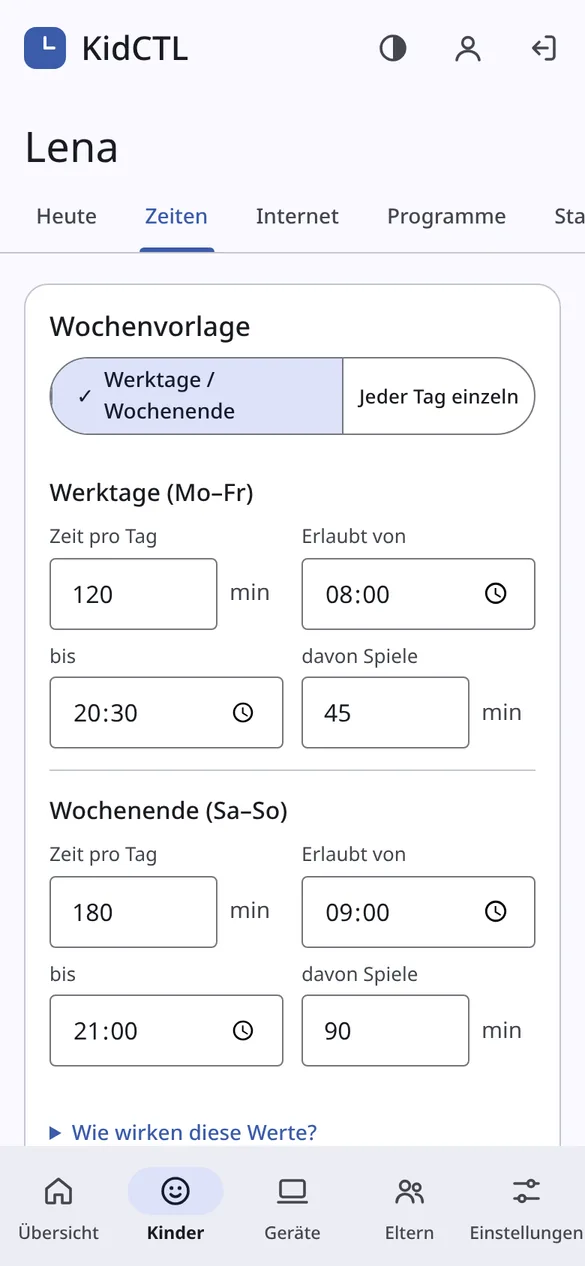 KidCTL
Lena
Heute Zeiten Internet Programme Sta
Wochenvorlage
✓ Werktage /
Wochenende
Jeder Tag einzeln
Werktage (Mo–Fr)
Zeit pro Tag Erlaubt von
120 min 08:00
bis davon Spiele
20:30 45 min
Wochenende (Sa–So)
Zeit pro Tag Erlaubt von
180 min 09:00
bis davon Spiele
21:00 90 min
▶ Wie wirken diese Werte?
Übersicht Kinder Geräte Eltern Einstellungen